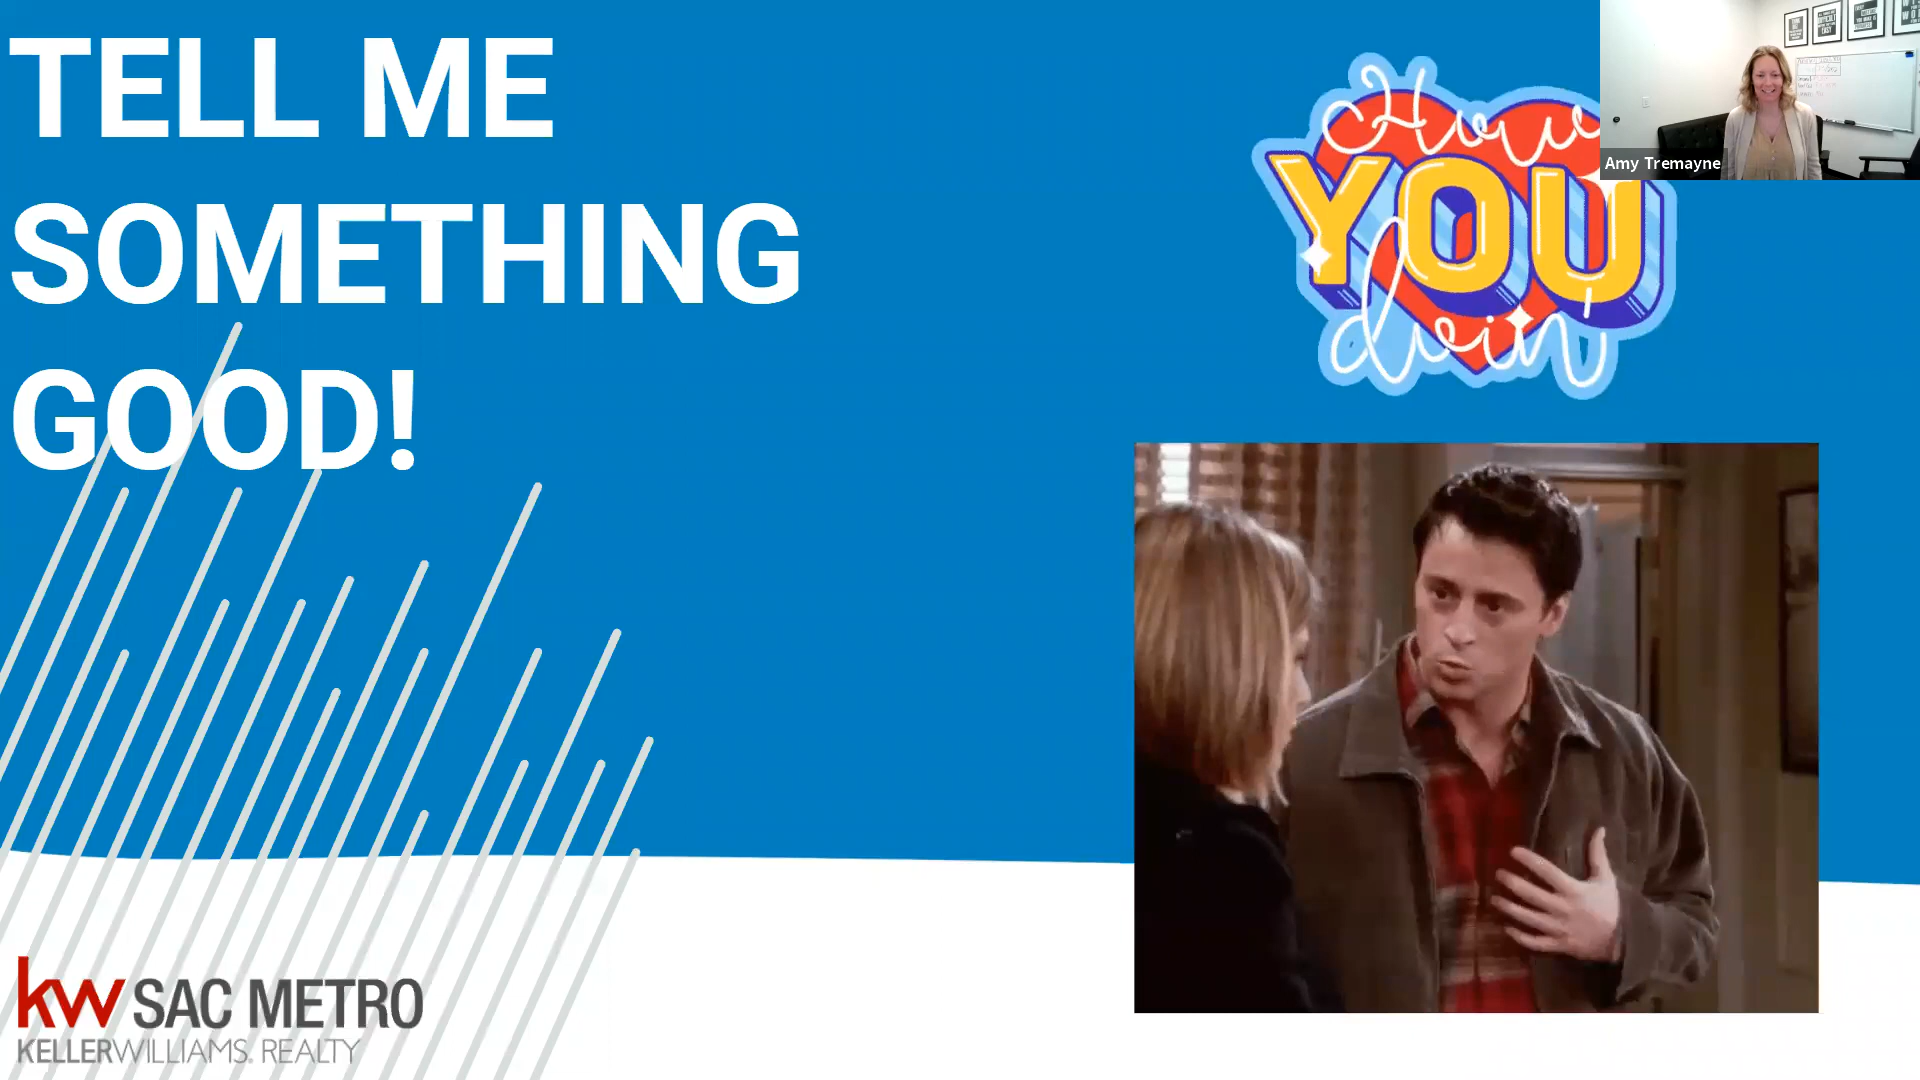 TELL ME
SOMETHING
GOOD!
How
YOU
doin'
Amy Tremayne
kw SAC METRO
KELLERWILLIAMS. REALTY